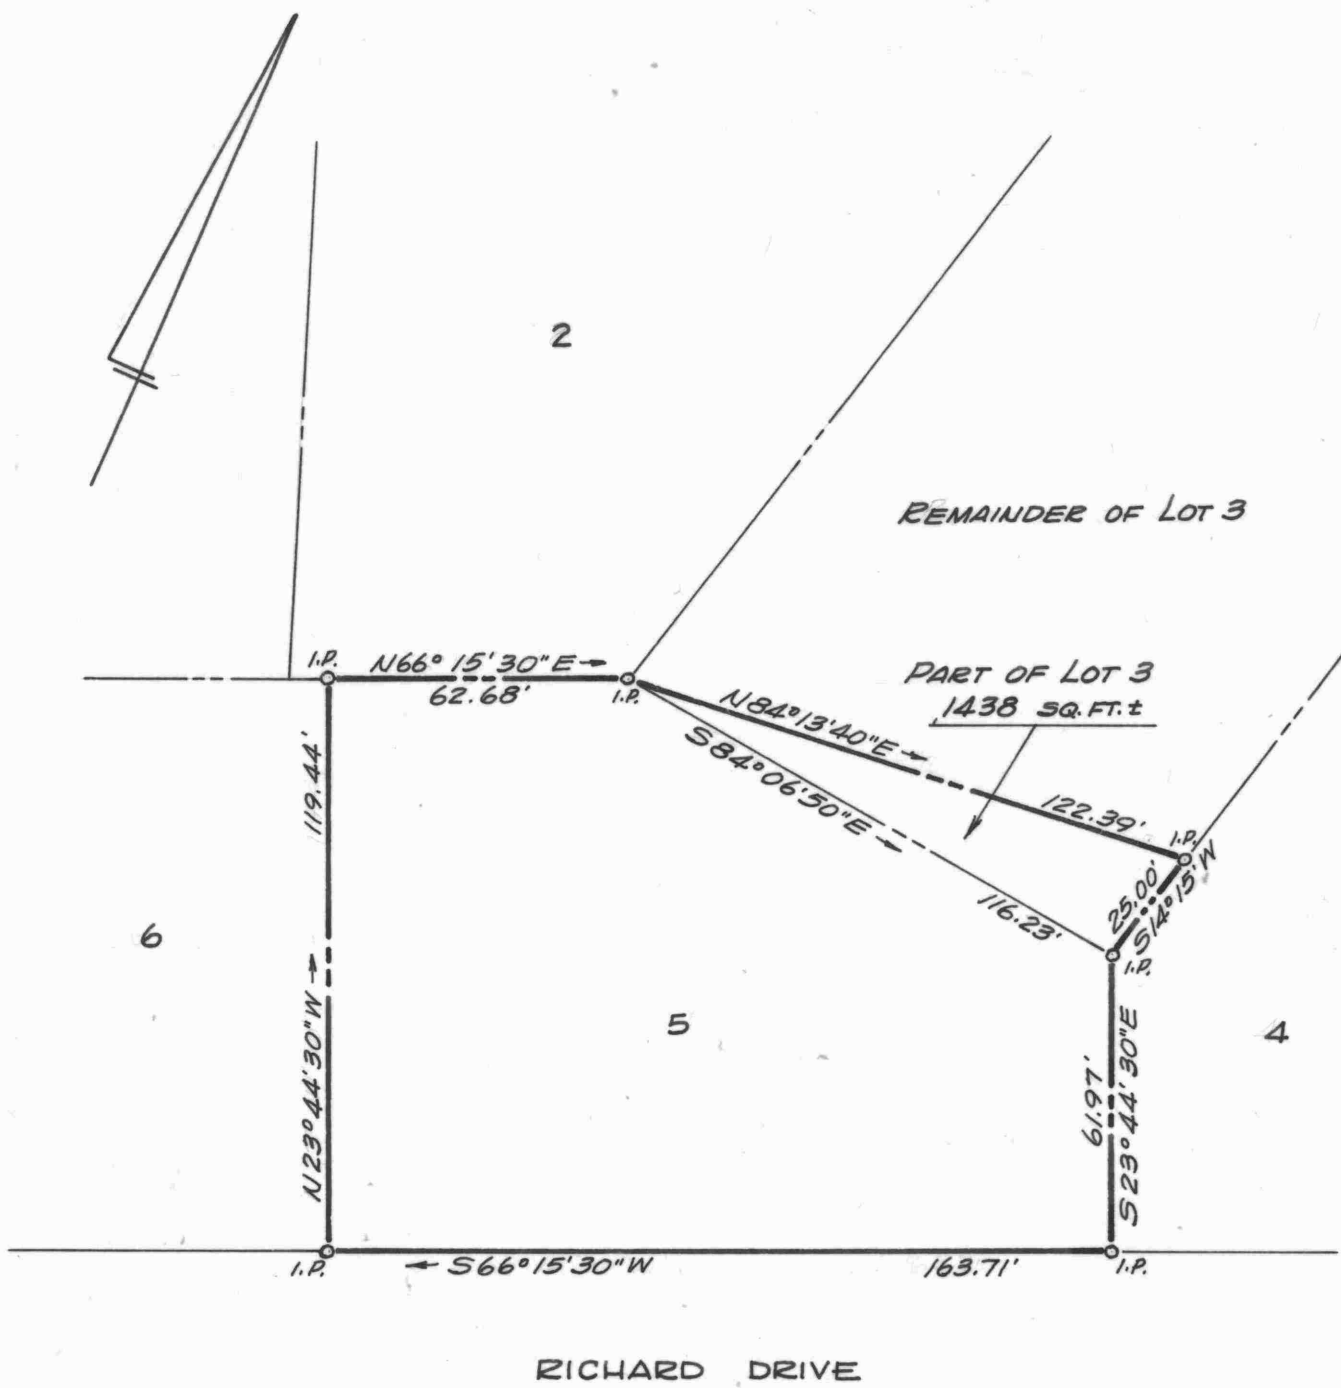 2
REMAINDER OF LOT 3
I.P.
N66° 15'30"E
62.68'
I.P.
PART OF LOT 3
1438 SQ. FT. ±
N84°13'40"E
122.39'
S84°06'50"E
116.23'
I.P.
25.00'
S14°15'W
I.P.
119.44'
N23°44'30"W
6
5
4
61.97'
S23°44'30"E
I.P.
S66°15'30"W
163.71'
I.P.
RICHARD DRIVE